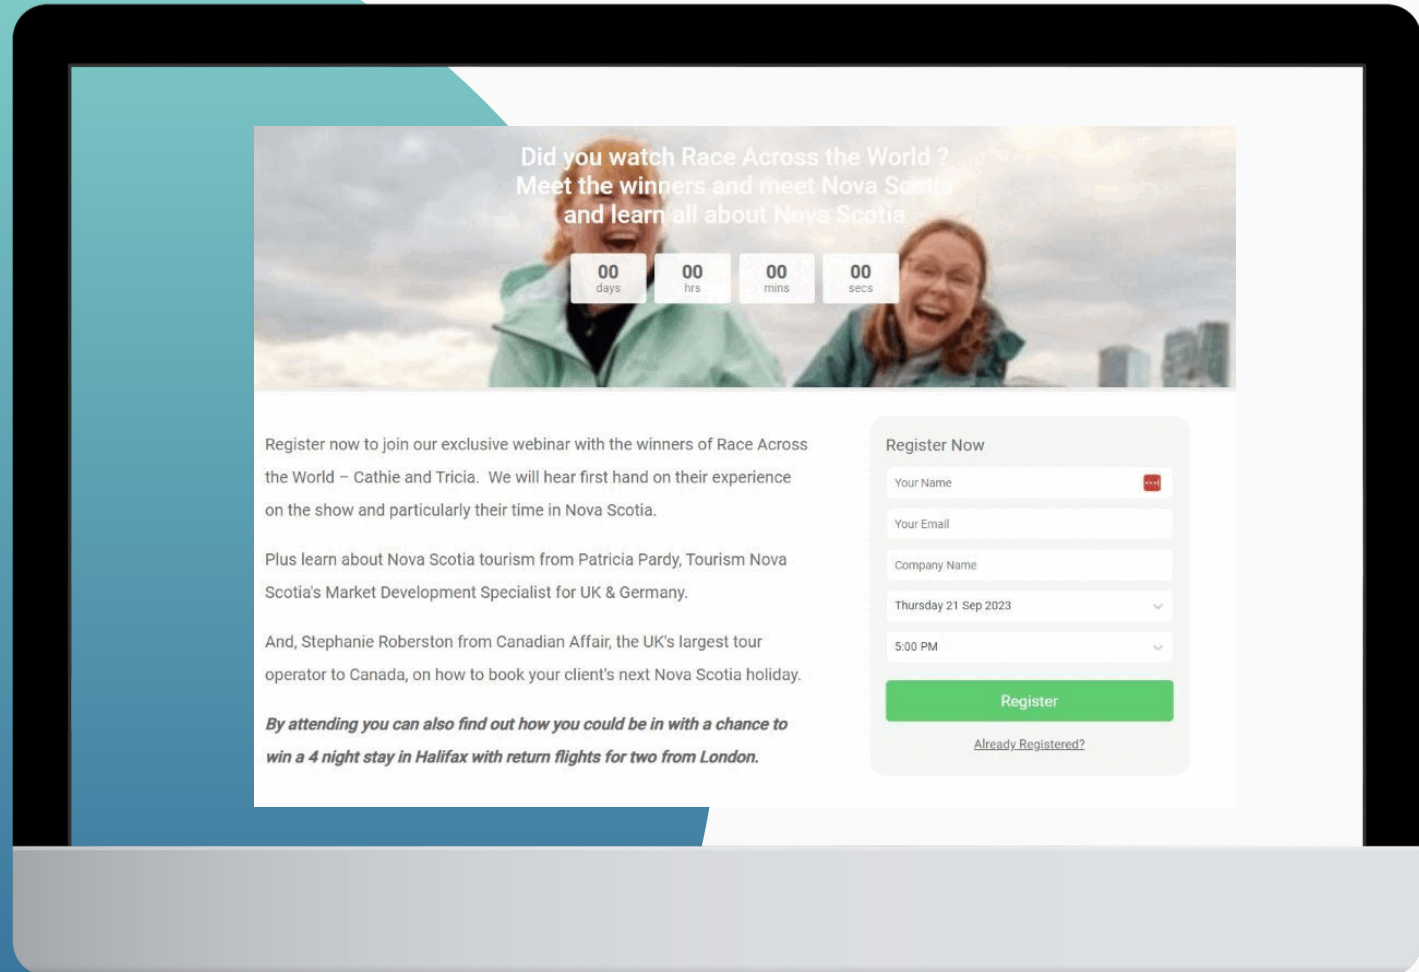 Did you watch Race Across the World ?
Meet the winners and meet Nova Scotia
and learn all about Nova Scotia
00 00 00 00
days hrs mins secs
Register now to join our exclusive webinar with the winners of Race Across
the World – Cathie and Tricia.  We will hear first hand on their experience
on the show and particularly their time in Nova Scotia.
Plus learn about Nova Scotia tourism from Patricia Pardy, Tourism Nova
Scotia's Market Development Specialist for UK & Germany.
And, Stephanie Roberston from Canadian Affair, the UK's largest tour
operator to Canada, on how to book your client's next Nova Scotia holiday.
By attending you can also find out how you could be in with a chance to
win a 4 night stay in Halifax with return flights for two from London.
Register Now
Your Name
Your Email
Company Name
Thursday 21 Sep 2023
5:00 PM
Register
Already Registered?